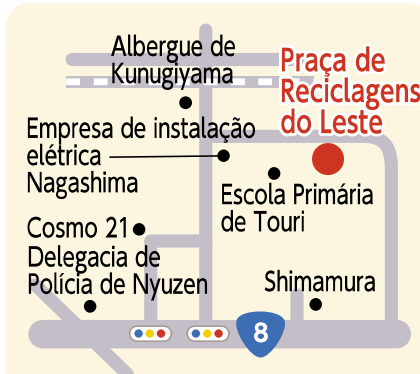 Albergue de
Kunugiyama
Praça de
Reciclagens
do Leste
Empresa de instalação
elétrica
Nagashima
Escola Primária
de Touri
Cosmo 21
Delegacia de
Polícia de Nyuzen
Shimamura
8